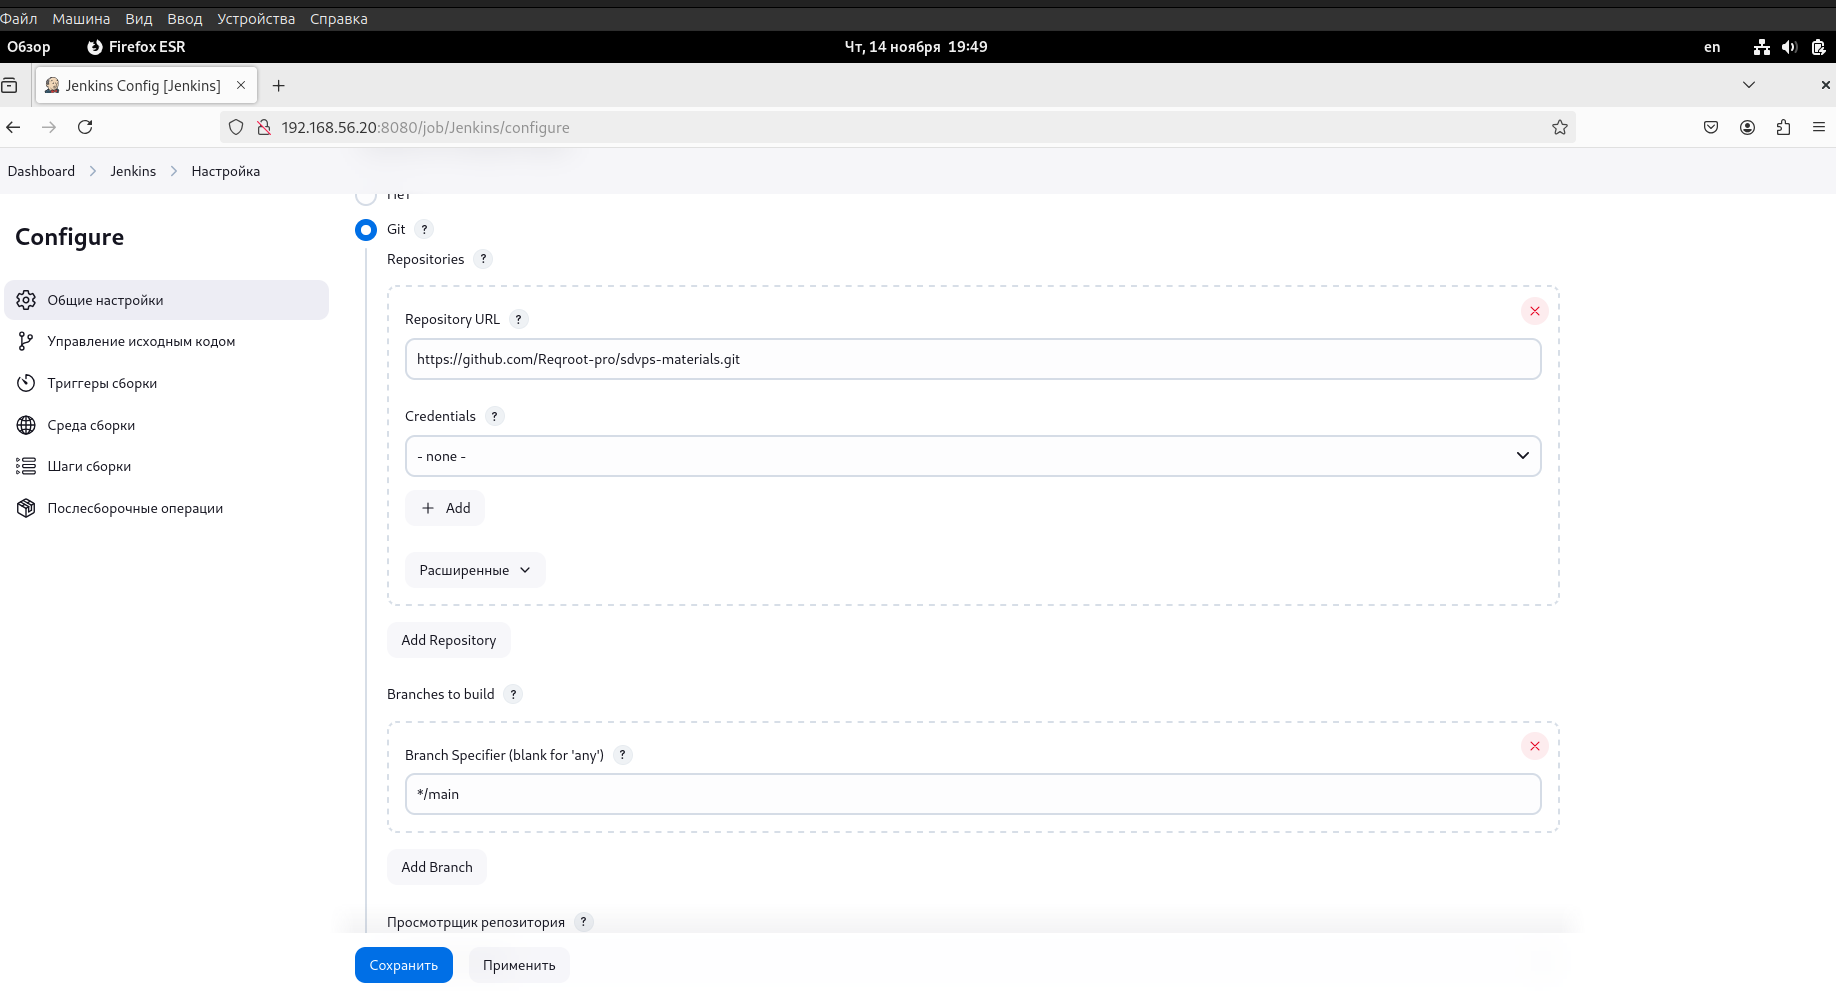 Файл Машина Вид Ввод Устройства Справка
Обзор Firefox ESR Чт, 14 ноября 19:49 en
Jenkins Config [Jenkins]
192.168.56.20:8080/job/Jenkins/configure
Dashboard Jenkins Настройка
Нет
Configure
Git ?
Repositories ?
Общие настройки
Управление исходным кодом
Триггеры сборки
Среда сборки
Шаги сборки
Послесборочные операции
Repository URL ?
https://github.com/Reqroot-pro/sdvps-materials.git
Credentials ?
- none -
Add
Расширенные
Add Repository
Branches to build ?
Branch Specifier (blank for 'any') ?
*/main
Add Branch
Просмотрщик репозитория ?
Сохранить Применить